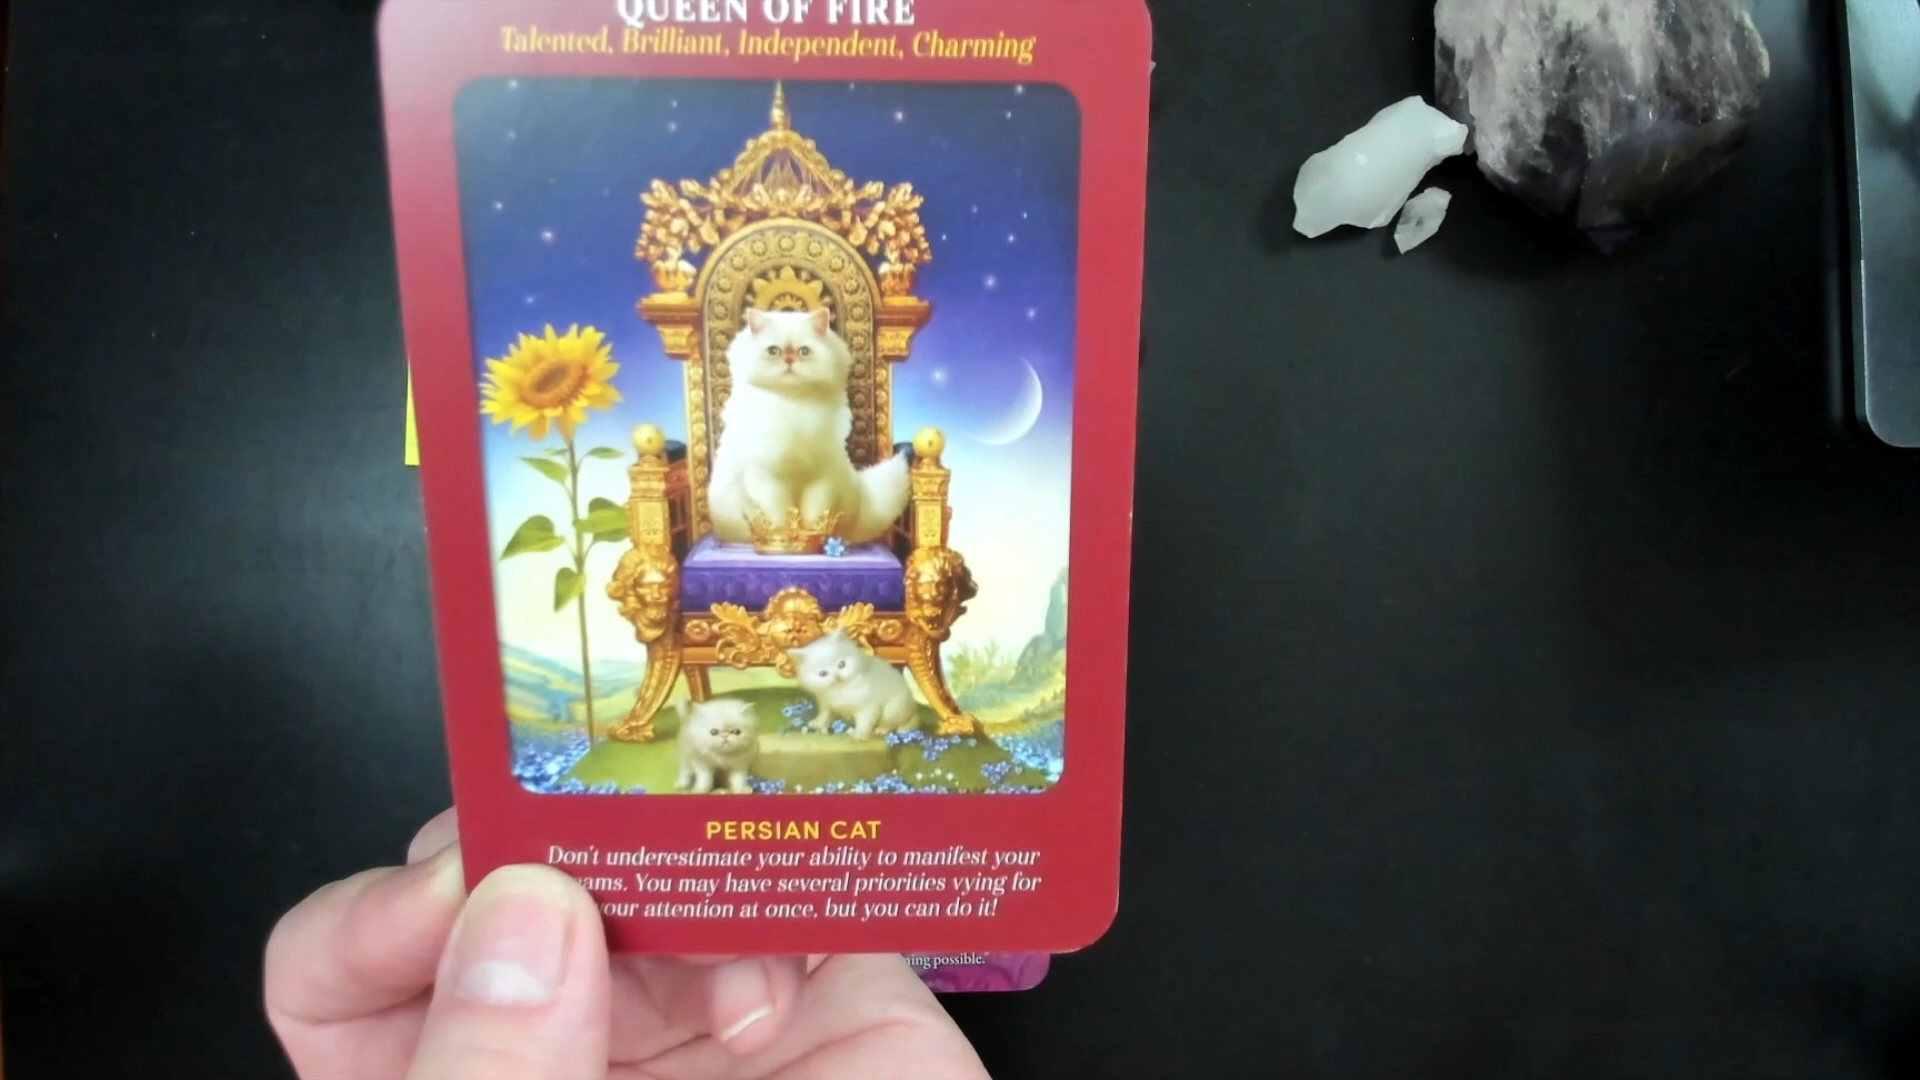 QUEEN OF FIRE
Talented, Brilliant, Independent, Charming
PERSIAN CAT
Don't underestimate your ability to manifest your
You may have several priorities vying for
your attention at once, but you can do it!
possible."